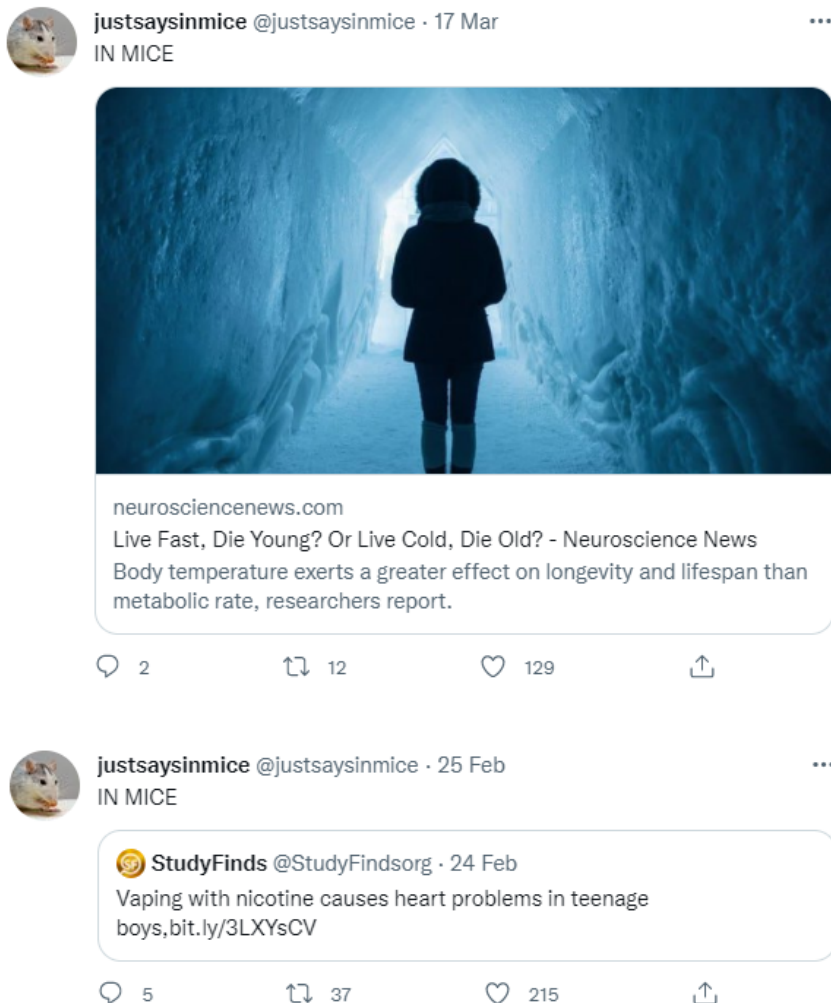 justsaysinmice @justsaysinmice · 17 Mar
IN MICE
neurosciencenews.com
Live Fast, Die Young? Or Live Cold, Die Old? - Neuroscience News
Body temperature exerts a greater effect on longevity and lifespan than
metabolic rate, researchers report.
2 12 129
justsaysinmice @justsaysinmice · 25 Feb
IN MICE
SF StudyFinds @StudyFindsorg · 24 Feb
Vaping with nicotine causes heart problems in teenage
boys,bit.ly/3LXYsCV
5 37 215